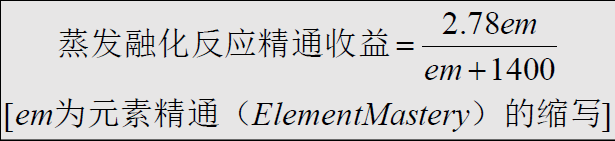 蒸发融化反应精通收益 = 2.78em / em+1400
[em为元素精通（ElementMastery）的缩写]